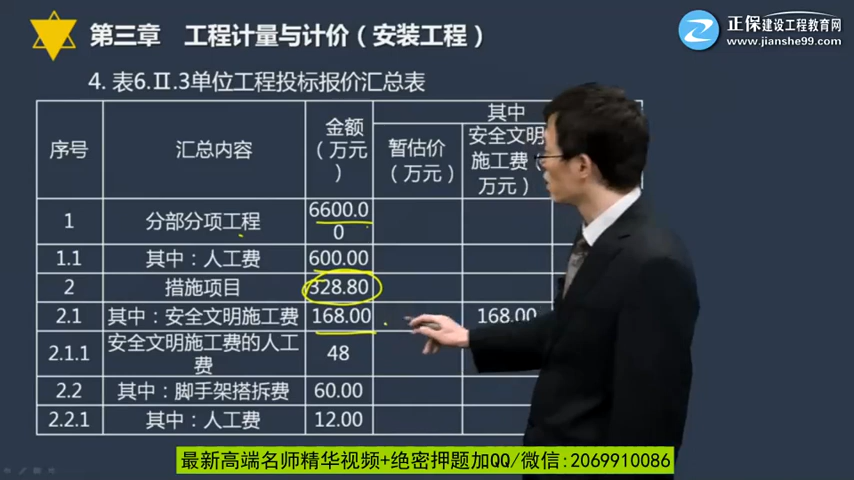 第三章 工程计量与计价（安装工程）
正保建设工程教育网
www.jianshe99.com
4. 表6.Ⅱ.3单位工程投标报价汇总表
序号 汇总内容 金额（万元） 其中
暂估价（万元） 安全文明施工费（万元）
1 分部分项工程 6600.00
1.1 其中：人工费 600.00
2 措施项目 328.80
2.1 其中：安全文明施工费 168.00 168.00
2.1.1 安全文明施工费的人工费 48
2.2 其中：脚手架搭拆费 60.00
2.2.1 其中：人工费 12.00
最新高端名师精华视频+绝密押题加QQ/微信:2069910086